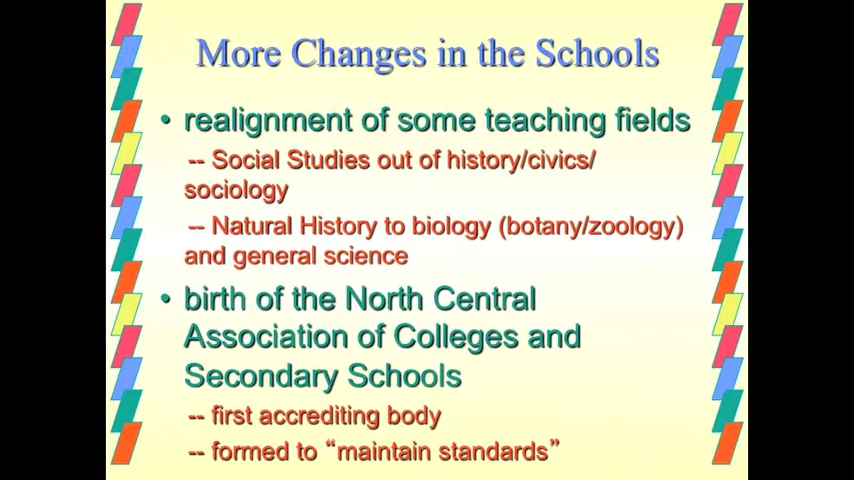 More Changes in the Schools
• realignment of some teaching fields
-- Social Studies out of history/civics/
sociology
-- Natural History to biology (botany/zoology)
and general science
• birth of the North Central
Association of Colleges and
Secondary Schools
-- first accrediting body
-- formed to “maintain standards”